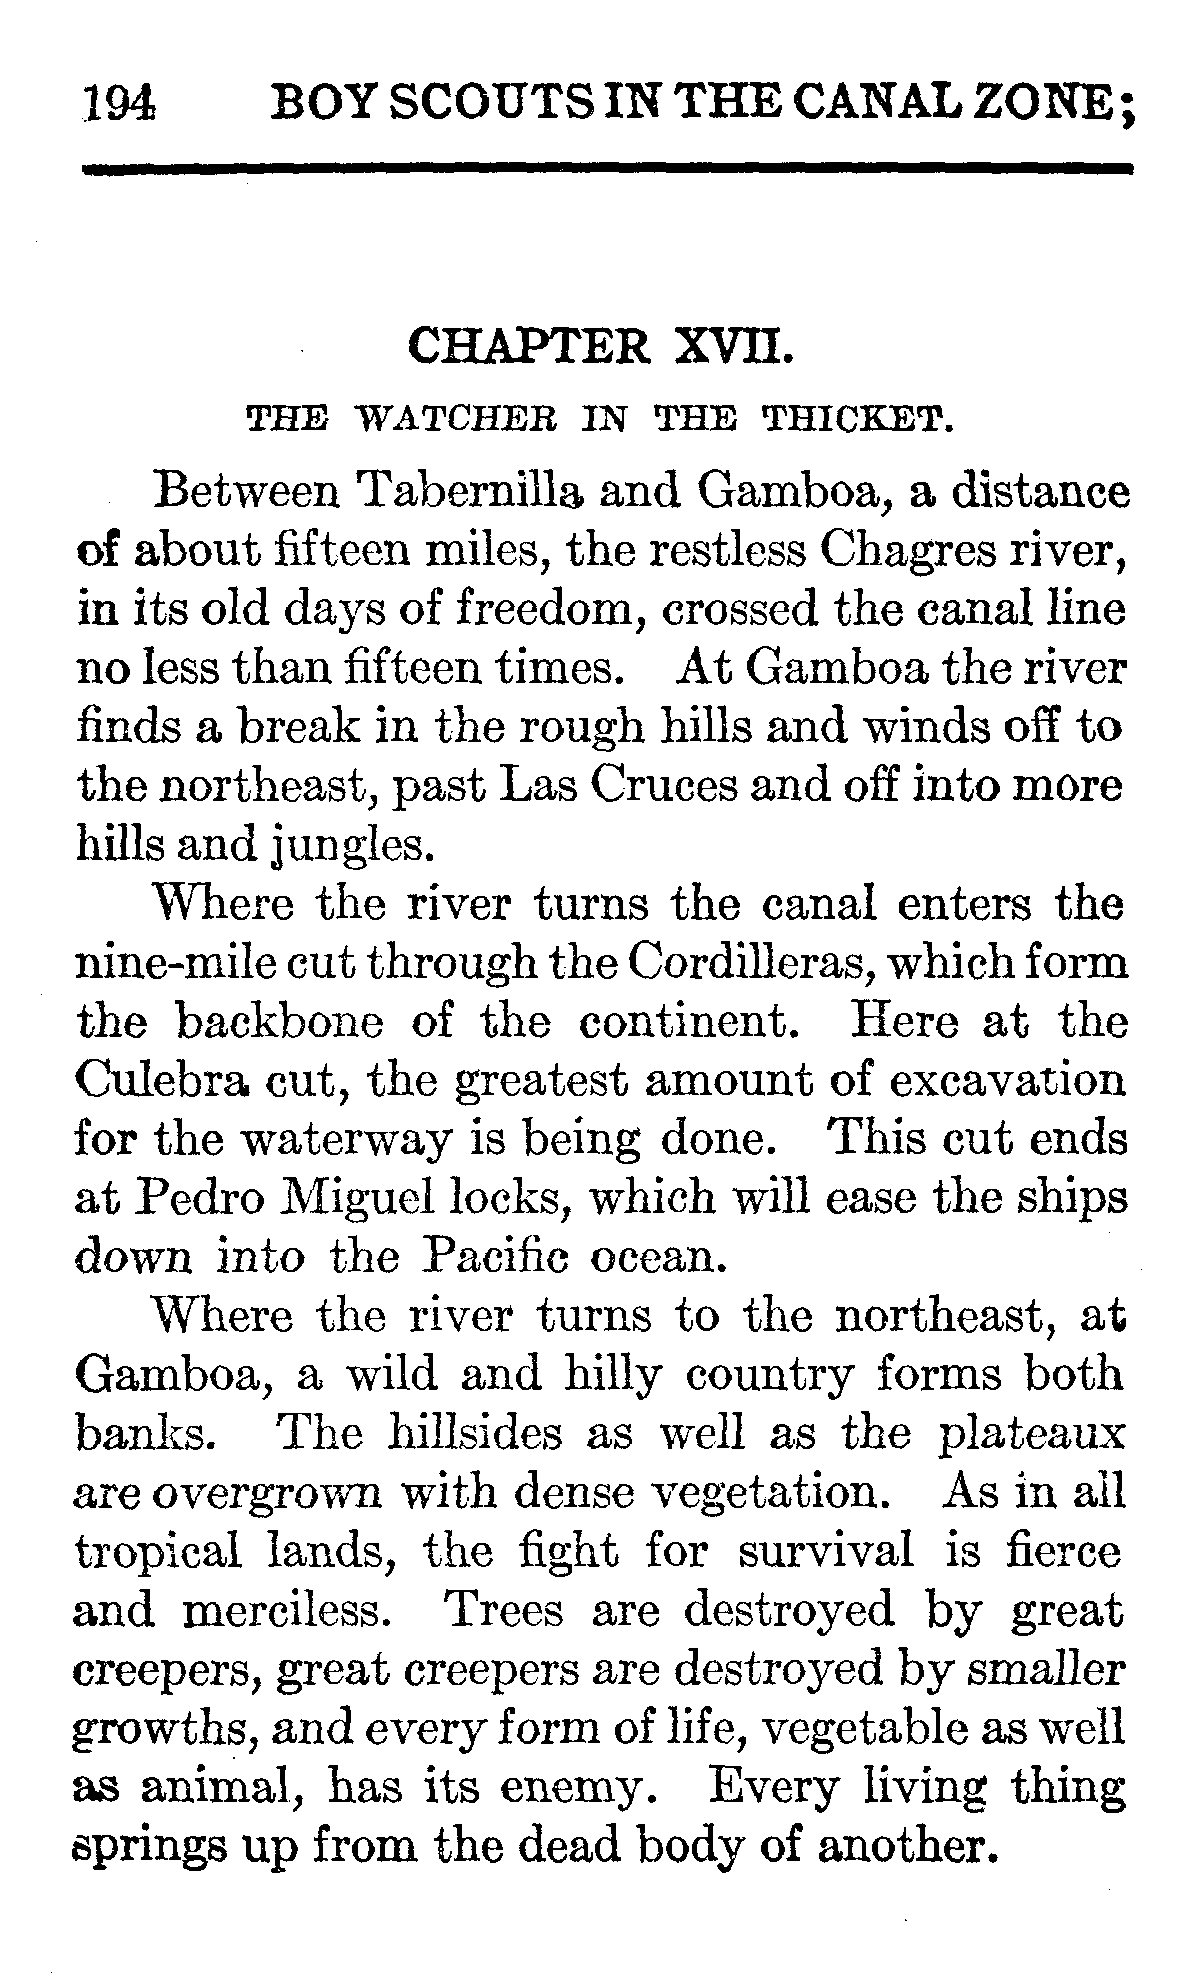 194 BOY SCOUTS IN THE CANAL ZONE;
CHAPTER XVII.
THE WATCHER IN THE THICKET.
Between Tabernilla and Gamboa, a distance
of about fifteen miles, the restless Chagres river,
in its old days of freedom, crossed the canal line
no less than fifteen times. At Gamboa the river
finds a break in the rough hills and winds off to
the northeast, past Las Cruces and off into more
hills and jungles.
Where the river turns the canal enters the
nine-mile cut through the Cordilleras, which form
the backbone of the continent. Here at the
Culebra cut, the greatest amount of excavation
for the waterway is being done. This cut ends
at Pedro Miguel locks, which will ease the ships
down into the Pacific ocean.
Where the river turns to the northeast, at
Gamboa, a wild and hilly country forms both
banks. The hillsides as well as the plateaux
are overgrown with dense vegetation. As in all
tropical lands, the fight for survival is fierce
and merciless. Trees are destroyed by great
creepers, great creepers are destroyed by smaller
growths, and every form of life, vegetable as well
as animal, has its enemy. Every living thing
springs up from the dead body of another.